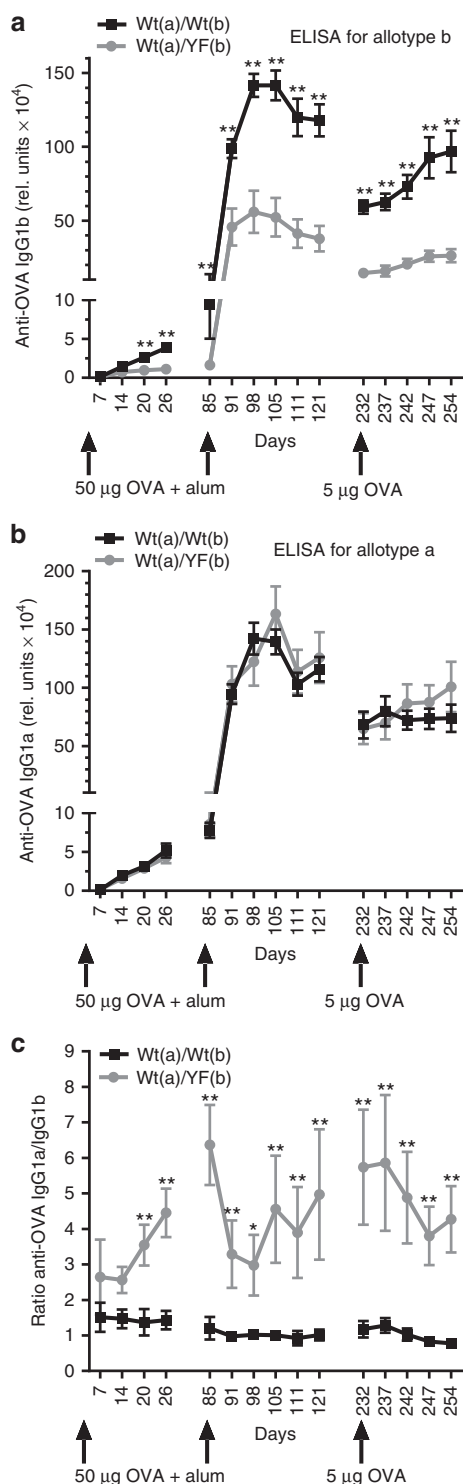 a
Wt(a)/Wt(b)
Wt(a)/YF(b)
ELISA for allotype b
Anti-OVA IgG1b (rel. units × 10⁴)
150
100
50
10
5
0
**
**
**
**
**
**
**
**
**
**
**
**
**
**
7 14 20 26 85 91 98 105 111 121 232 237 242 247 254
Days
50 µg OVA + alum
5 µg OVA
b
Wt(a)/Wt(b)
Wt(a)/YF(b)
ELISA for allotype a
Anti-OVA IgG1a (rel. units × 10⁴)
200
150
100
50
10
5
0
7 14 20 26 85 91 98 105 111 121 232 237 242 247 254
Days
50 µg OVA + alum
5 µg OVA
c
Wt(a)/Wt(b)
Wt(a)/YF(b)
Ratio anti-OVA IgG1a/IgG1b
9
8
7
6
5
4
3
2
1
0
**
**
**
**
*
**
**
**
**
**
**
**
**
7 14 20 26 85 91 98 105 111 121 232 237 242 247 254
Days
50 µg OVA + alum
5 µg OVA